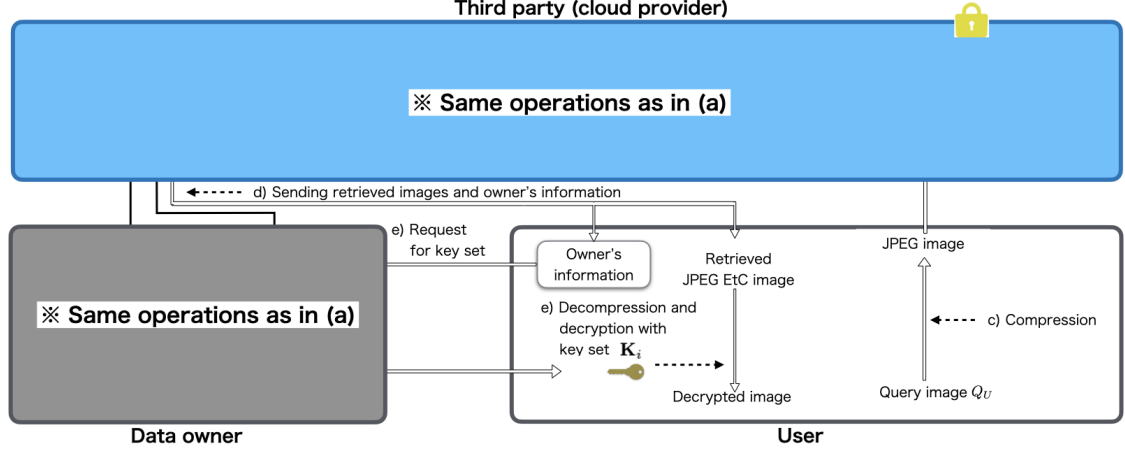 Third party (cloud provider)
※ Same operations as in (a)
d) Sending retrieved images and owner's information
e) Request
for key set
Owner's
information
Retrieved
JPEG EtC image
JPEG image
※ Same operations as in (a)
e) Decompression and
decryption with
key set K_i
c) Compression
Decrypted image
Query image Q_U
Data owner
User